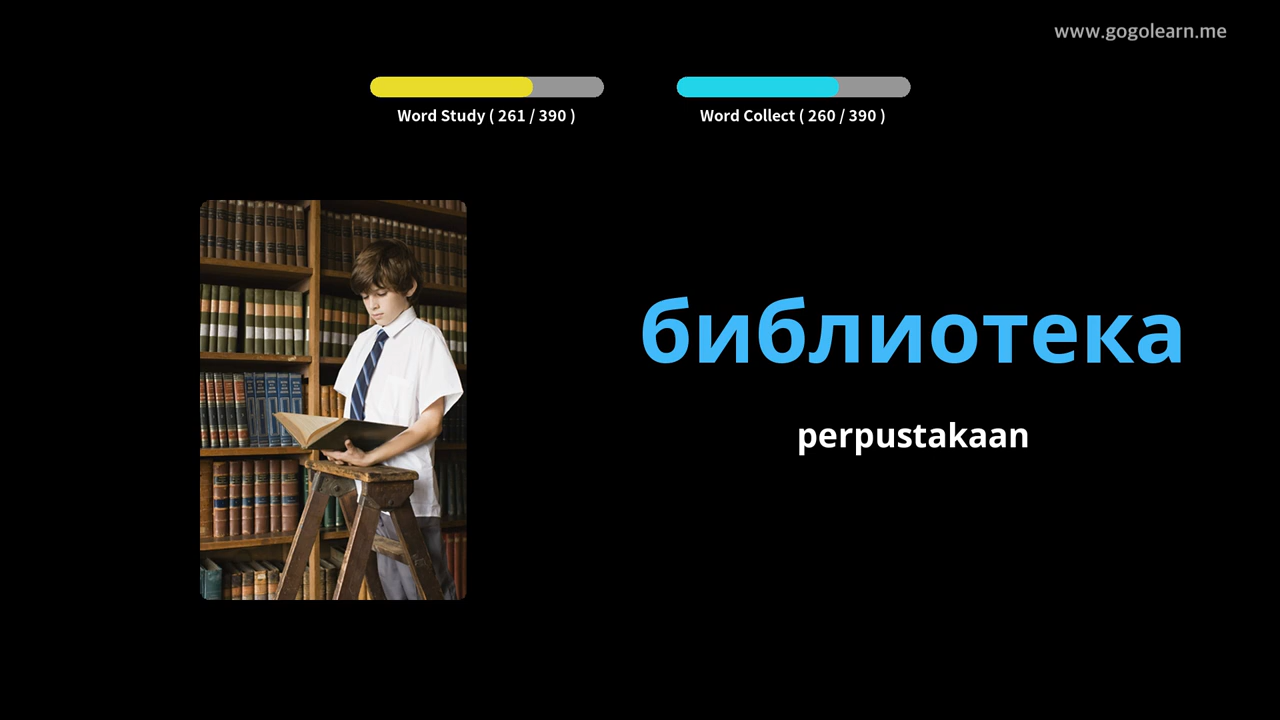 www.gogolearn.me
Word Study ( 261 / 390 )
Word Collect ( 260 / 390 )
библиотека
perpustakaan